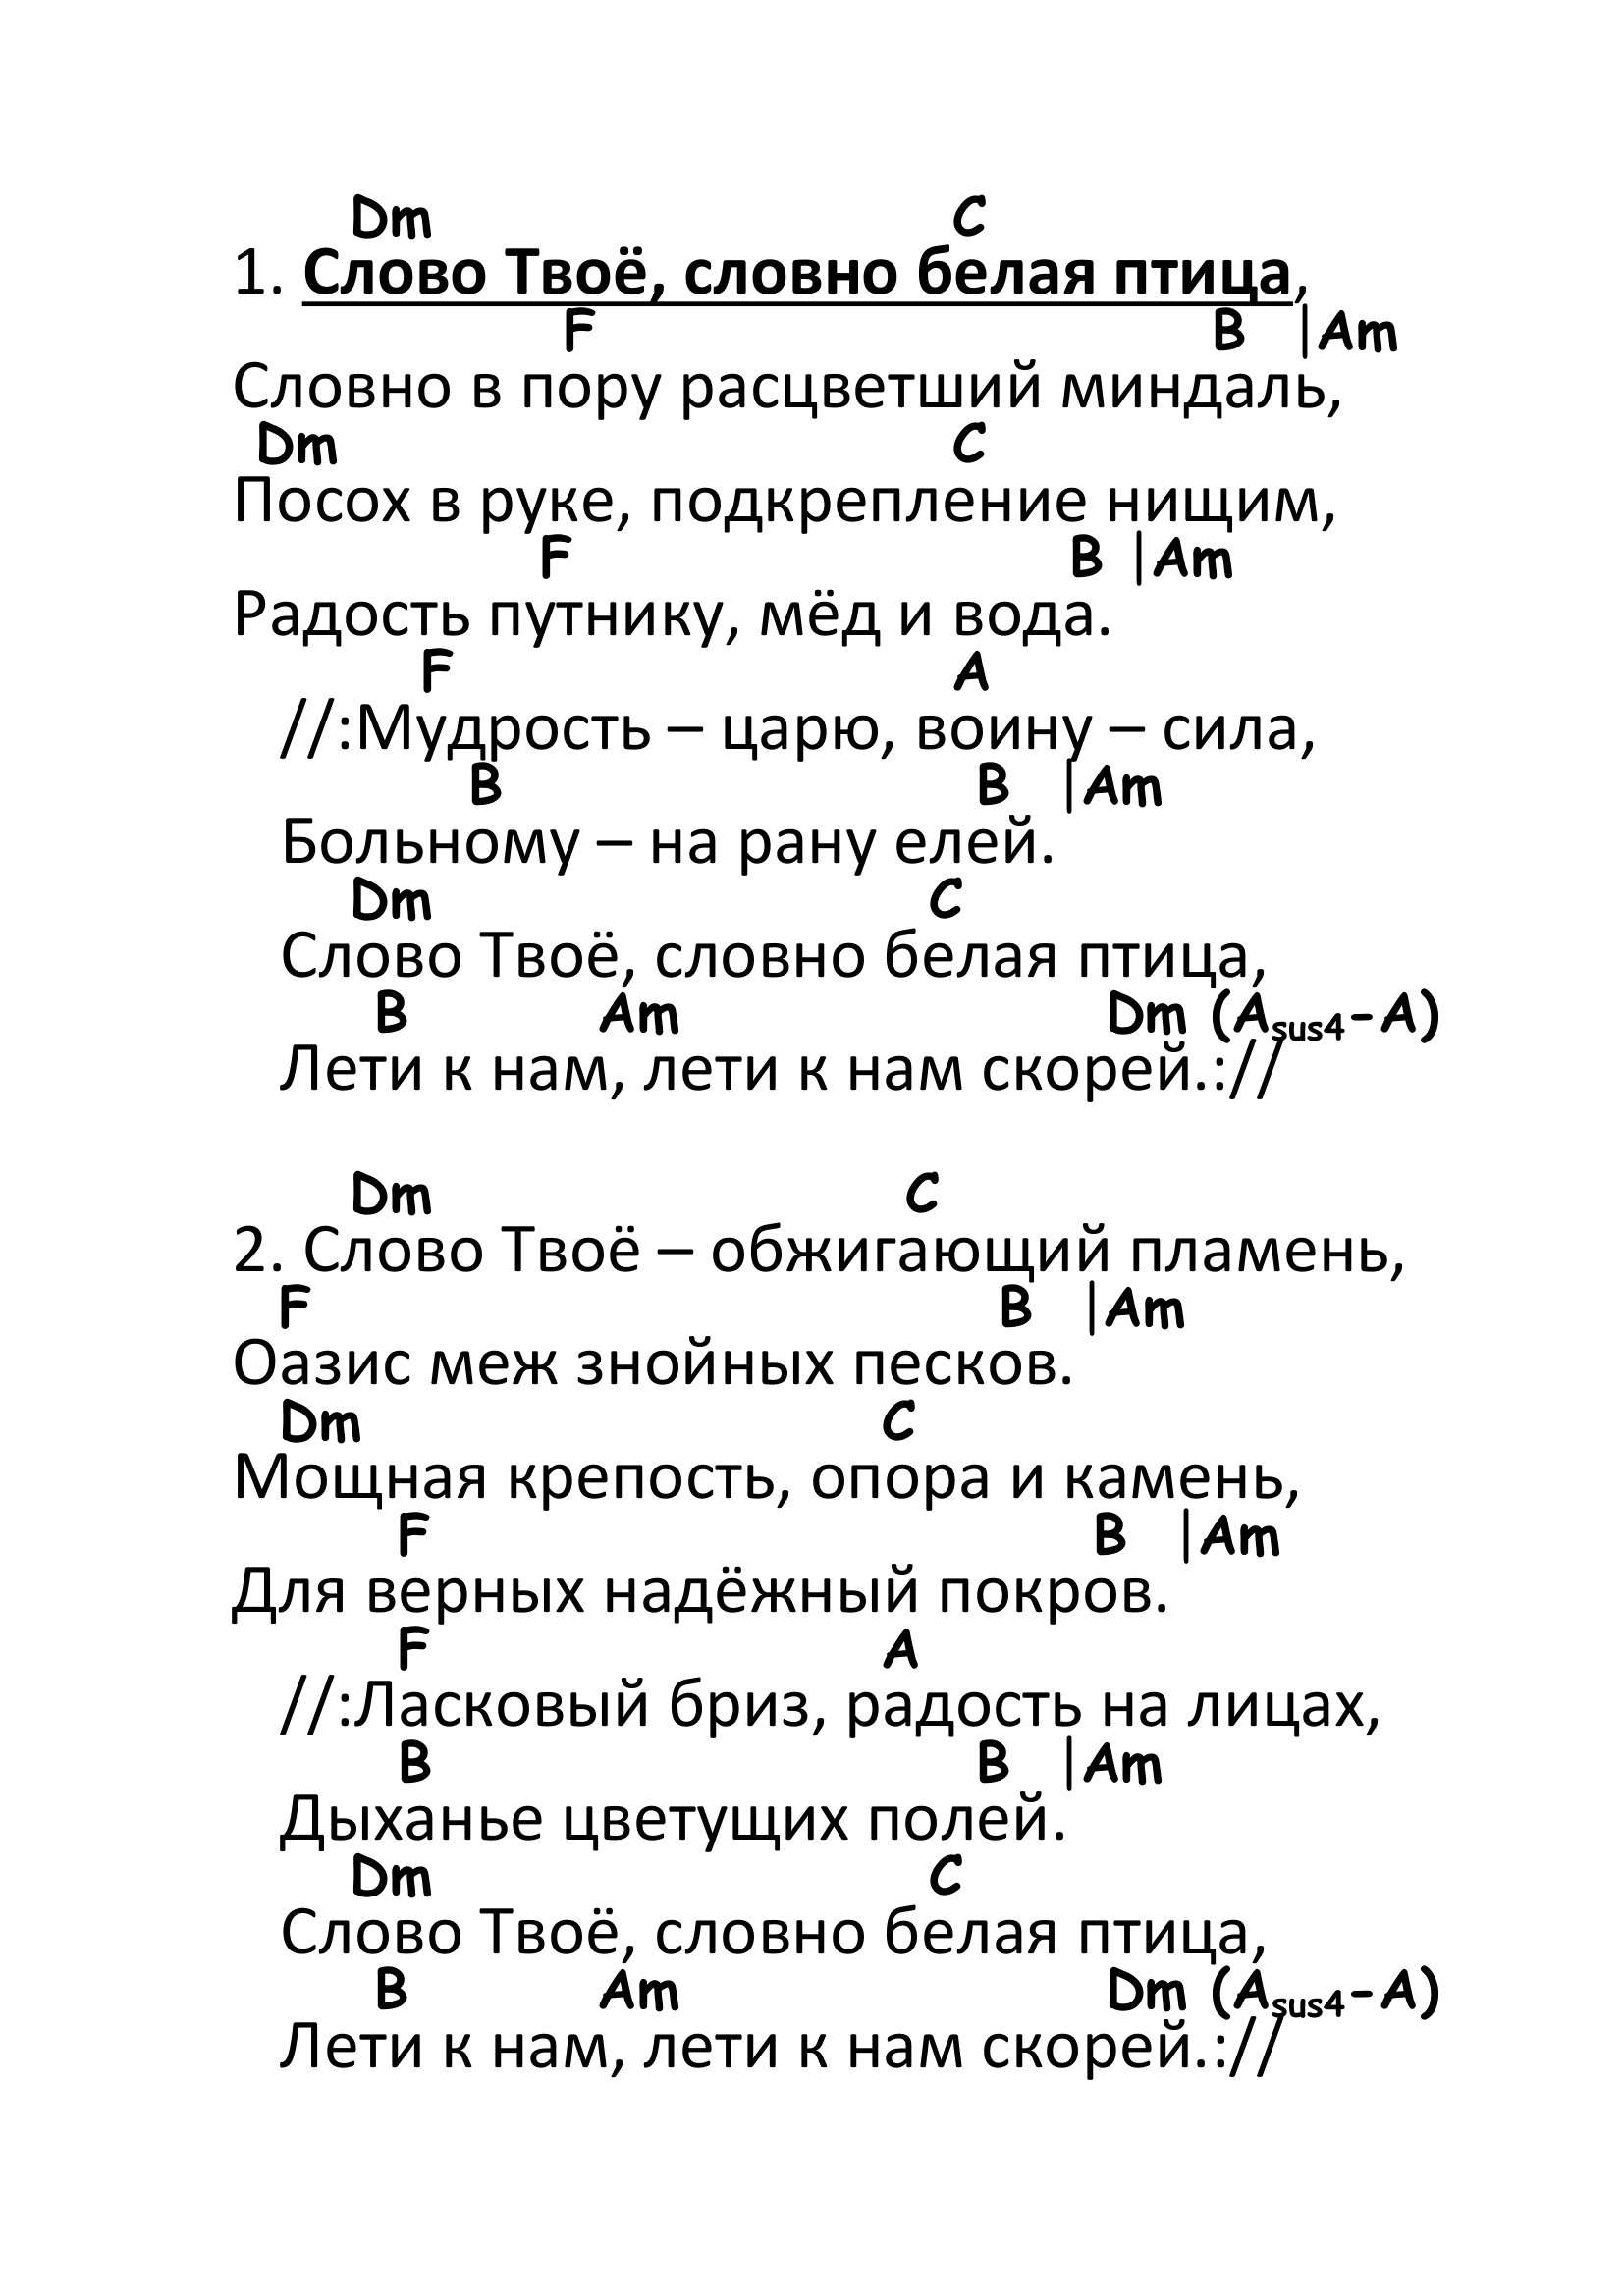 Dm C
1. Слово Твоё, словно белая птица,
F B |Am
Словно в пору расцветший миндаль,
Dm C
Посох в руке, подкрепление нищим,
F B |Am
Радость путнику, мёд и вода.
F A
//:Мудрость – царю, воину – сила,
B B |Am
Больному – на рану елей.
Dm C
Слово Твоё, словно белая птица,
B Am Dm (Asus4-A)
Лети к нам, лети к нам скорей.://
Dm C
2. Слово Твоё – обжигающий пламень,
F B |Am
Оазис меж знойных песков.
Dm C
Мощная крепость, опора и камень,
F B |Am
Для верных надёжный покров.
F A
//:Ласковый бриз, радость на лицах,
B B |Am
Дыханье цветущих полей.
Dm C
Слово Твоё, словно белая птица,
B Am Dm (Asus4-A)
Лети к нам, лети к нам скорей.://